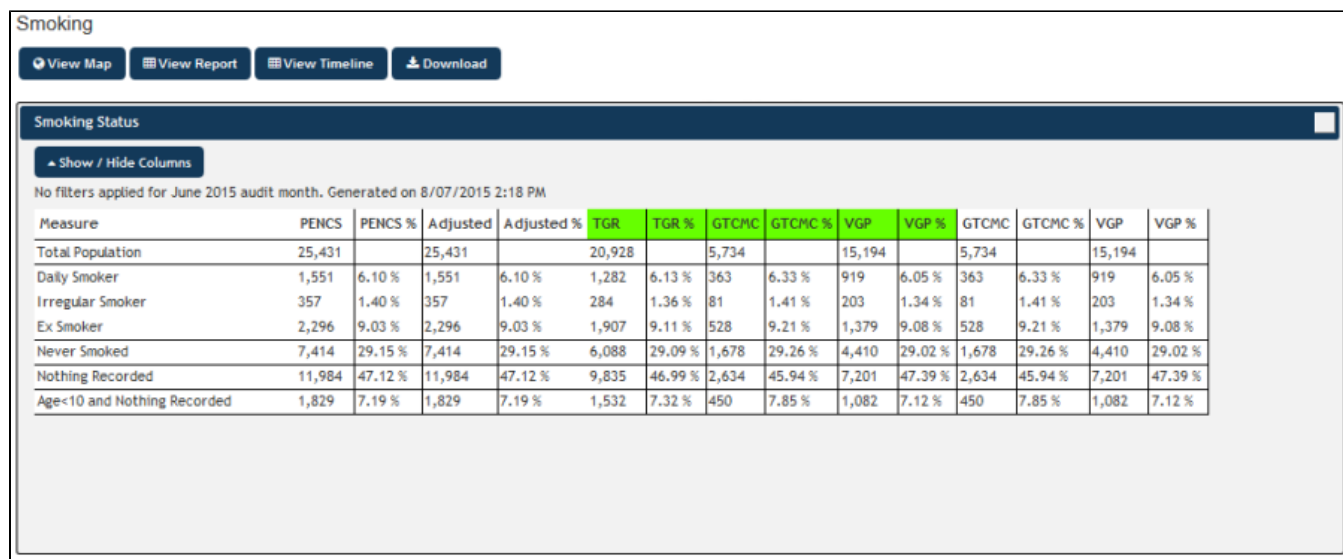 Smoking
View Map View Report View Timeline Download
Smoking Status
Show / Hide Columns
No filters applied for June 2015 audit month. Generated on 8/07/2015 2:18 PM
Measure PENCS PENCS % Adjusted Adjusted % TGR TGR % GTCMC GTCMC % VGP VGP % GTCMC GTCMC % VGP VGP %
Total Population 25,431 25,431 20,928 5,734 15,194 5,734 15,194
Daily Smoker 1,551 6.10 % 1,551 6.10 % 1,282 6.13 % 363 6.33 % 919 6.05 % 363 6.33 % 919 6.05 %
Irregular Smoker 357 1.40 % 357 1.40 % 284 1.36 % 81 1.41 % 203 1.34 % 81 1.41 % 203 1.34 %
Ex Smoker 2,296 9.03 % 2,296 9.03 % 1,907 9.11 % 528 9.21 % 1,379 9.08 % 528 9.21 % 1,379 9.08 %
Never Smoked 7,414 29.15 % 7,414 29.15 % 6,088 29.09 % 1,678 29.26 % 4,410 29.02 % 1,678 29.26 % 4,410 29.02 %
Nothing Recorded 11,984 47.12 % 11,984 47.12 % 9,835 46.99 % 2,634 45.94 % 7,201 47.39 % 2,634 45.94 % 7,201 47.39 %
Age<10 and Nothing Recorded 1,829 7.19 % 1,829 7.19 % 1,532 7.32 % 450 7.85 % 1,082 7.12 % 450 7.85 % 1,082 7.12 %